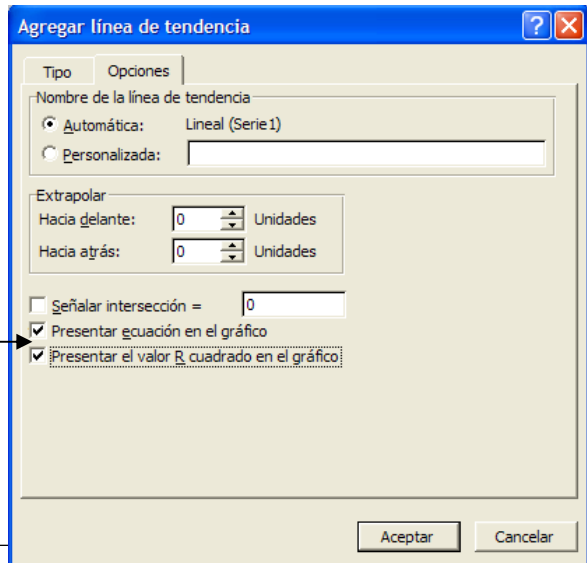 Agregar línea de tendencia
Tipo Opciones
Nombre de la línea de tendencia
Automática: Lineal (Serie1)
Personalizada:
Extrapolar
Hacia delante: 0 Unidades
Hacia atrás: 0 Unidades
Señalar intersección = 0
Presentar ecuación en el gráfico
Presentar el valor R cuadrado en el gráfico
Aceptar Cancelar